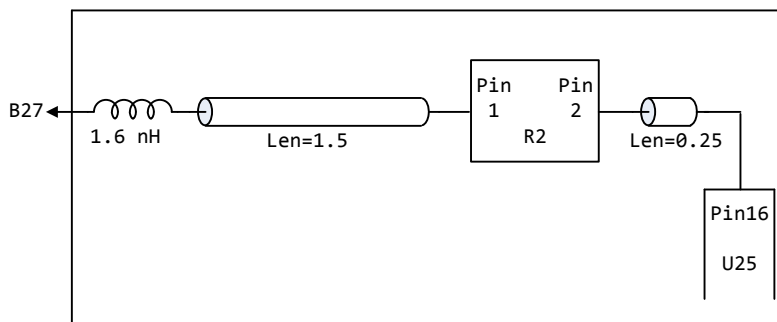 Pin Pin
B27 1 2
1.6 nH Len=1.5 R2 Len=0.25
Pin16
U25